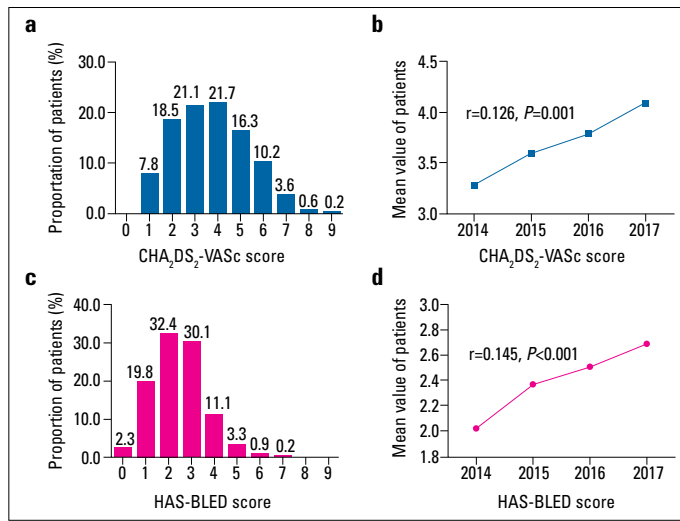 a
Proportation of patients (%)
30.0
20.0
10.0
0.0
7.8
18.5
21.1
21.7
16.3
10.2
3.6
0.6
0.2
0 1 2 3 4 5 6 7 8 9
CHA₂DS₂-VASc score
b
Mean value of patients
4.5
4.0
3.5
3.0
r=0.126, P=0.001
2014 2015 2016 2017
CHA₂DS₂-VASc score
c
Proportion of patients (%)
40.0
30.0
20.0
10.0
0.0
2.3
19.8
32.4
30.1
11.1
3.3
0.9
0.2
0 1 2 3 4 5 6 7 8 9
HAS-BLED score
d
Mean value of patients
3.0
2.8
2.6
2.4
2.2
2.0
1.8
r=0.145, P<0.001
2014 2015 2016 2017
HAS-BLED score